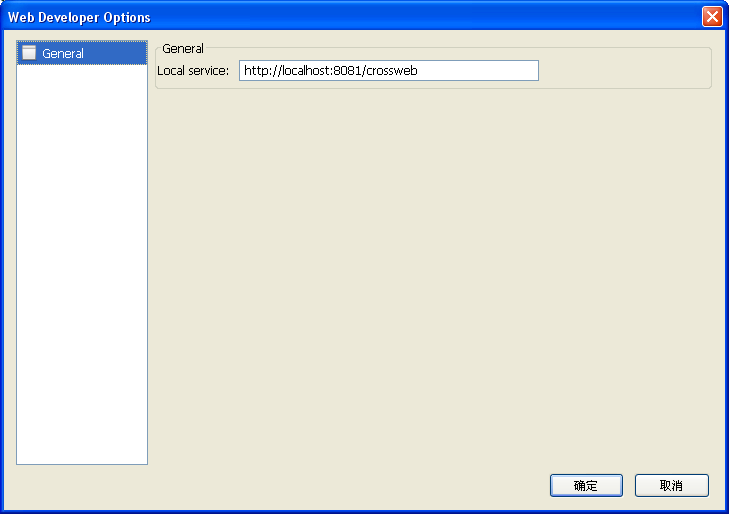 Web Developer Options
General
General
Local service: http://localhost:8081/crossweb
确定 取消